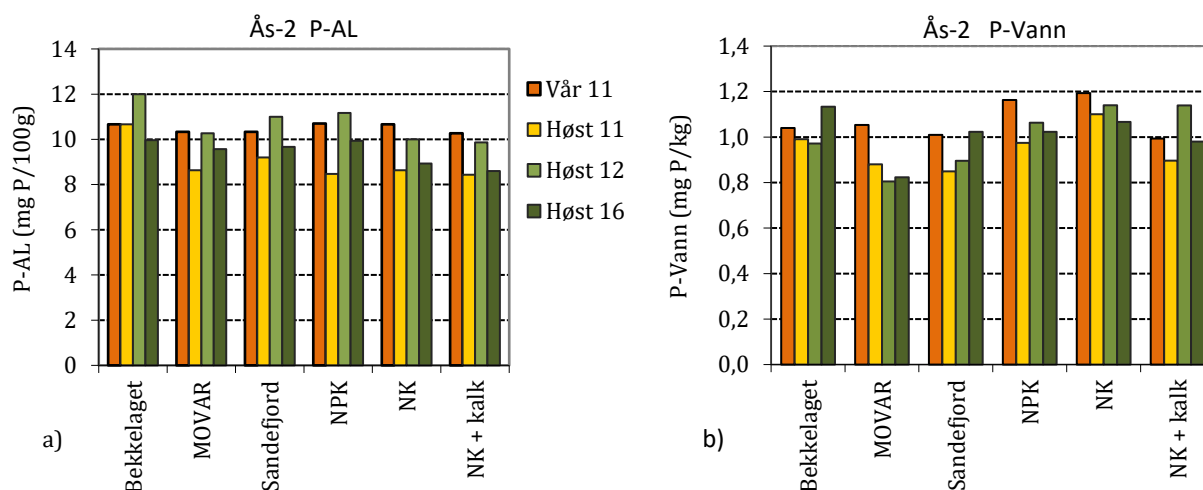 Ås-2 P-AL
P-AL (mg P/100g)
14
12
10
8
6
4
2
0
Bekkelaget
MOVAR
Sandefjord
NPK
NK
NK + kalk
a)
Vår 11
Høst 11
Høst 12
Høst 16
Ås-2 P-Vann
P-Vann (mg P/kg)
1,4
1,2
1,0
0,8
0,6
0,4
0,2
0,0
Bekkelaget
MOVAR
Sandefjord
NPK
NK
NK + kalk
b)